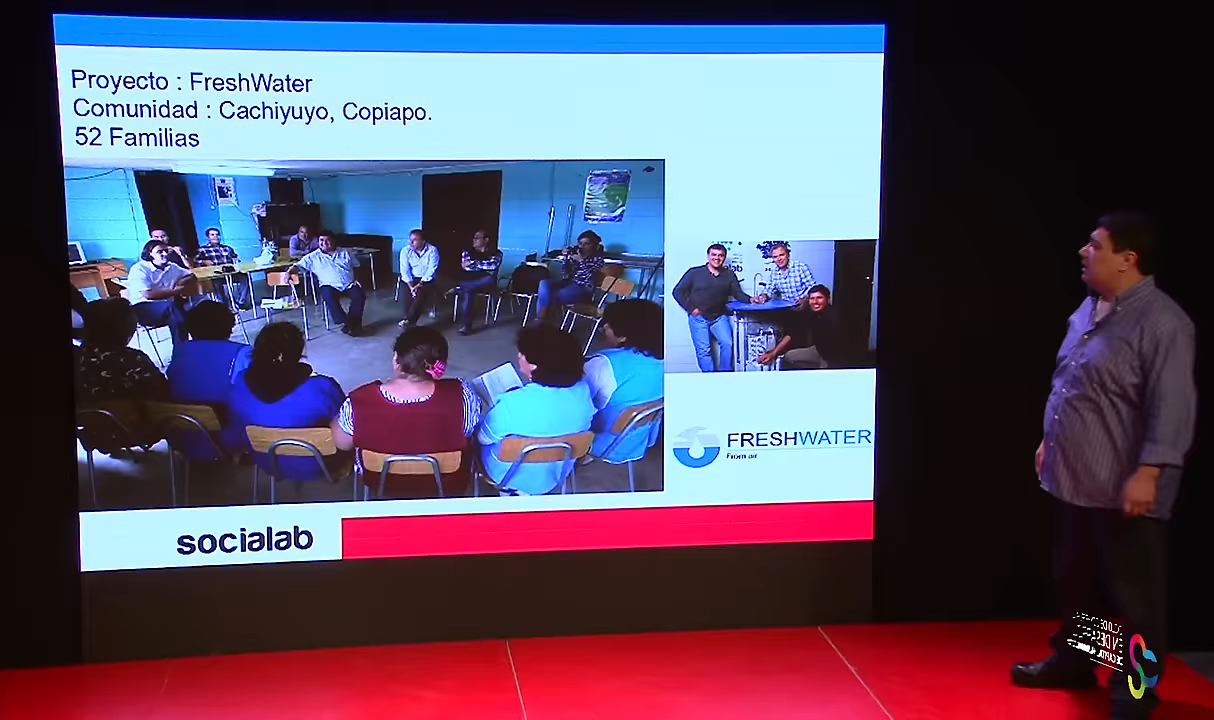 Proyecto : FreshWater
Comunidad : Cachiyuyo, Copiapo.
52 Familias
FRESHWATER
From air
socialab